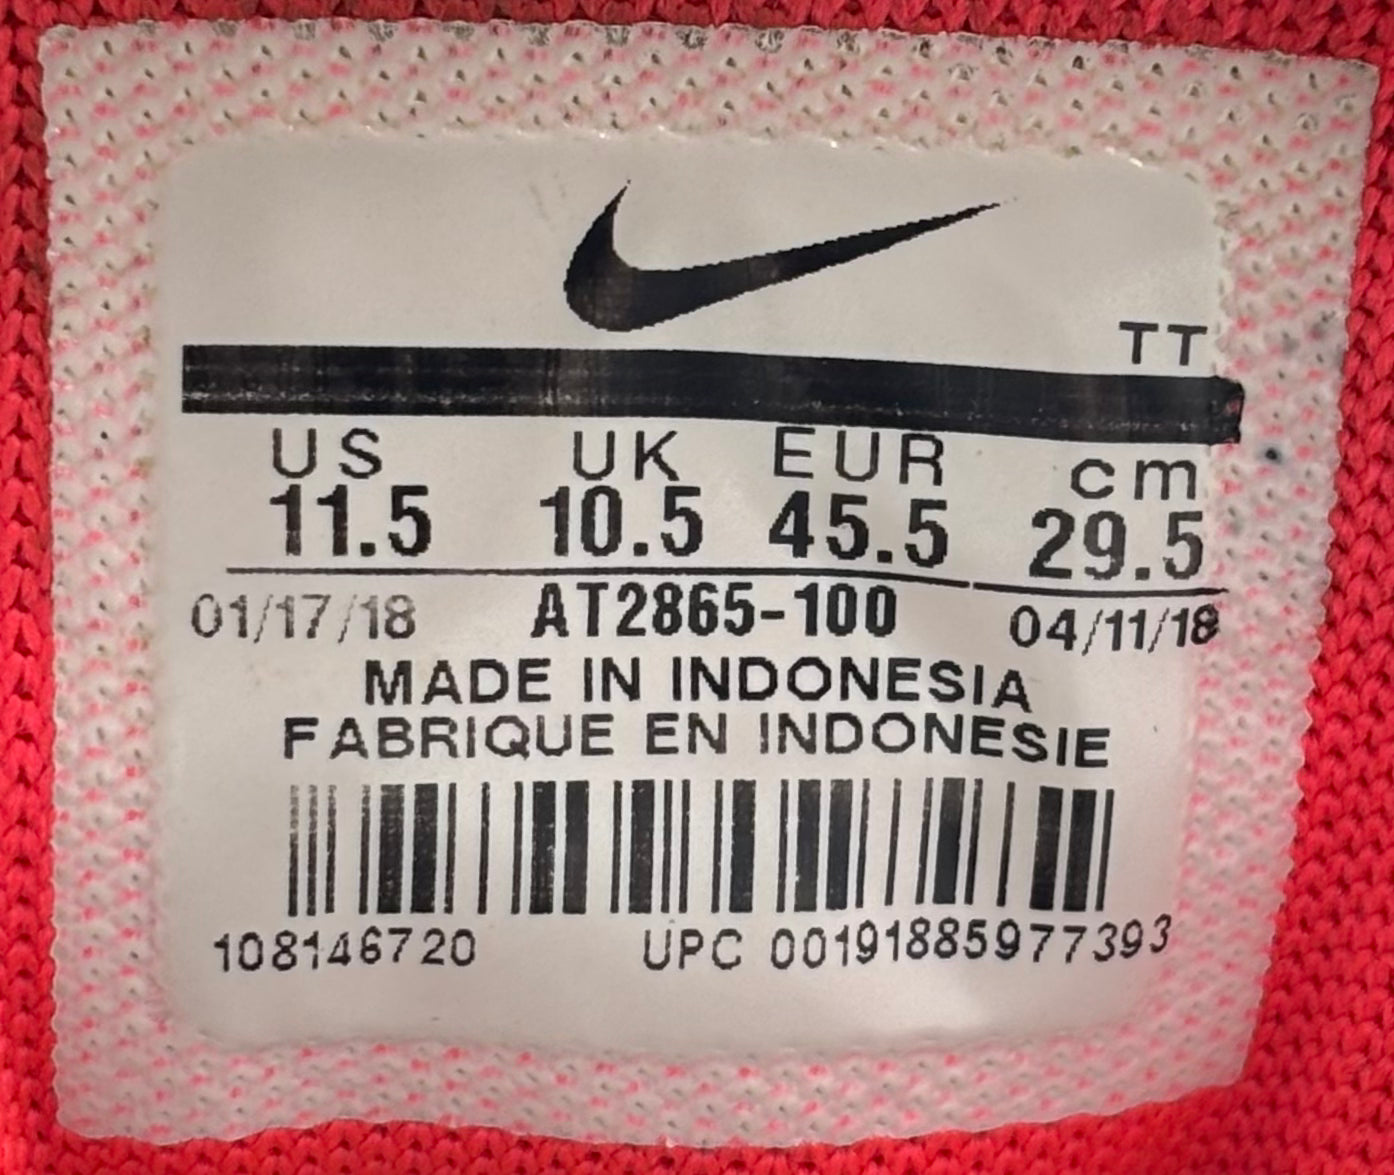 TT
US UK EUR cm
11.5 10.5 45.5 29.5
01/17/18 AT2865-100 04/11/18
MADE IN INDONESIA
FABRIQUE EN INDONESIE
108146720 UPC 00191885977393